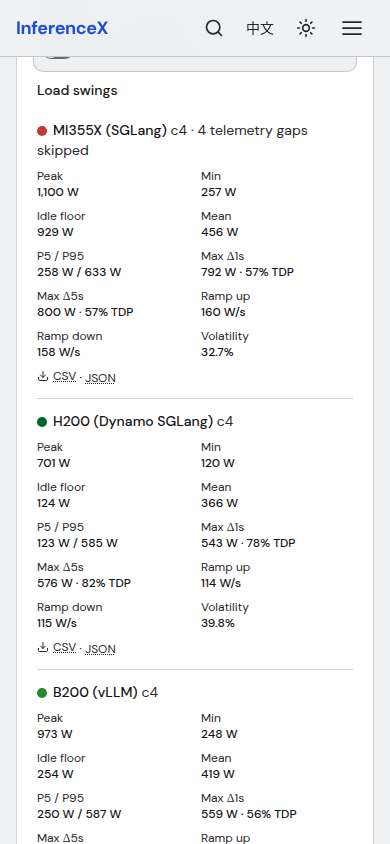 InferenceX
中文
Load swings
MI355X (SGLang) c4 · 4 telemetry gaps
skipped
Peak
1,100 W
Min
257 W
Idle floor
929 W
Mean
456 W
P5 / P95
258 W / 633 W
Max Δ1s
792 W · 57% TDP
Max Δ5s
800 W · 57% TDP
Ramp up
160 W/s
Ramp down
158 W/s
Volatility
32.7%
CSV · JSON
H200 (Dynamo SGLang) c4
Peak
701 W
Min
120 W
Idle floor
124 W
Mean
366 W
P5 / P95
123 W / 585 W
Max Δ1s
543 W · 78% TDP
Max Δ5s
576 W · 82% TDP
Ramp up
114 W/s
Ramp down
115 W/s
Volatility
39.8%
CSV · JSON
B200 (vLLM) c4
Peak
973 W
Min
248 W
Idle floor
254 W
Mean
419 W
P5 / P95
250 W / 587 W
Max Δ1s
559 W · 56% TDP
Max Δ5s
Ramp up